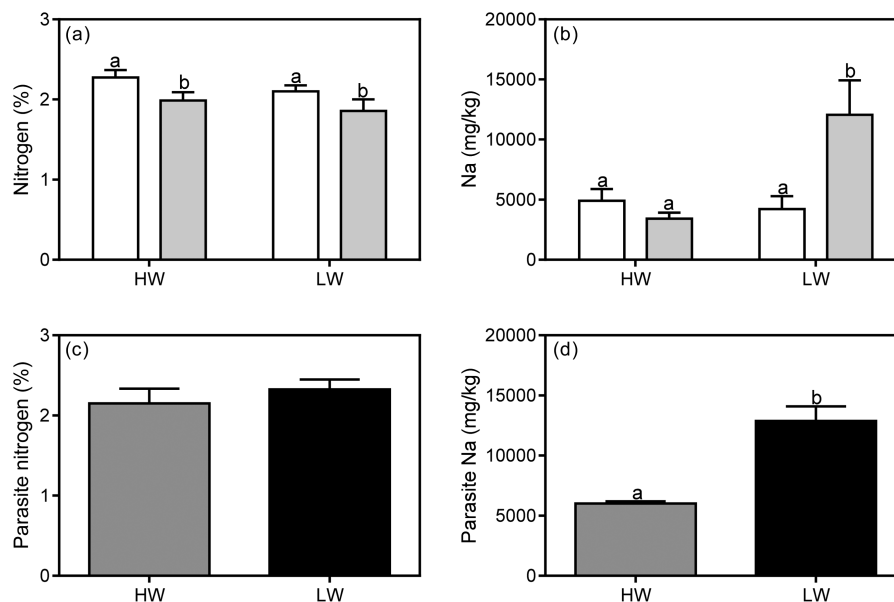 (a)
Nitrogen (%)
3
2
1
0
a
b
a
b
HW
LW
(b)
Na (mg/kg)
20000
15000
10000
5000
0
a
a
a
b
HW
LW
(c)
Parasite nitrogen (%)
3
2
1
0
HW
LW
(d)
Parasite Na (mg/kg)
20000
15000
10000
5000
0
a
b
HW
LW